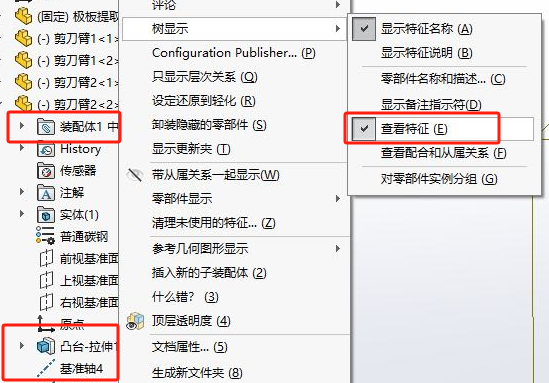 (固定) 极板提取
(-) 剪刀臂1<1>
(-) 剪刀臂1<2>
(-) 剪刀臂2<1>
(-) 剪刀臂2<2>
装配体1 中
History
传感器
注解
实体(1)
普通碳钢
前视基准面
上视基准面
右视基准面
原点
凸台-拉伸1
基准轴4
评论
树显示
Configuration Publisher... (P)
只显示层次关系 (Q)
设定还原到轻化 (R)
卸装隐藏的零部件 (S)
显示更新夹 (T)
带从属关系一起显示(W)
零部件显示
清理未使用的特征... (Z)
参考几何图形显示
插入新的子装配体 (2)
什么错? (3)
顶层透明度 (4)
文档属性... (5)
生成新文件夹 (8)
显示特征名称 (A)
显示特征说明 (B)
零部件名称和描述... (C)
显示备注指示符(D)
查看特征 (E)
查看配合和从属关系 (F)
对零部件实例分组 (G)